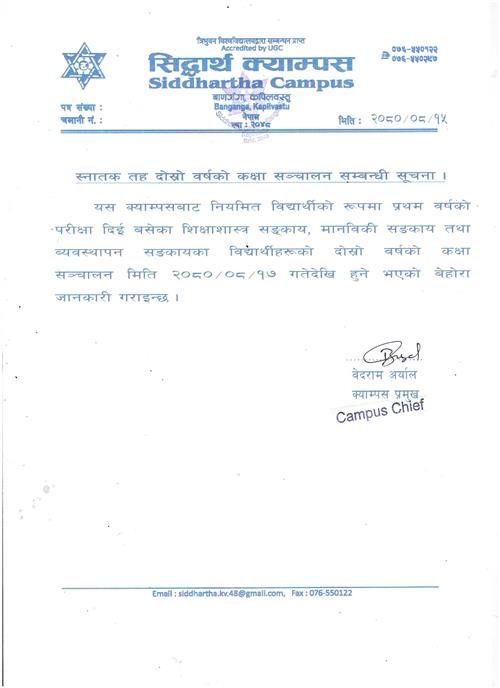 त्रिभुवन विश्वविद्यालयद्वारा सम्बन्धन प्राप्त
Accredited by UGC
सिद्धार्थ क्याम्पस
Siddhartha Campus
बाणगंगा, कपिलवस्तु
Banganga, Kapilvastu
नेपाल
स्था : २०४८
०७६-५५०१२२
०७६-५५०२८७
पत्र संख्या :
चलानी नं. :
मिति : २०८०/०८/१५
स्नातक तह दोस्रो वर्षको कक्षा सञ्चालन सम्बन्धी सूचना ।
यस क्याम्पसबाट नियमित विद्यार्थीको रूपमा प्रथम वर्षको
परीक्षा दिई बसेका शिक्षाशास्त्र सङ्काय, मानविकी सङकाय तथा
ब्यवस्थापन सङकायका विद्यार्थीहरूको दोस्रो वर्षको कक्षा
सञ्चालन मिति २०८०/०८/१७ गतेदेखि हुने भएको बेहोरा
जानकारी गराइन्छ ।
वेदराम अर्याल
क्याम्पस प्रमुख
Campus Chief
Email : siddhartha.kv.48@gmail.com, Fax : 076-550122